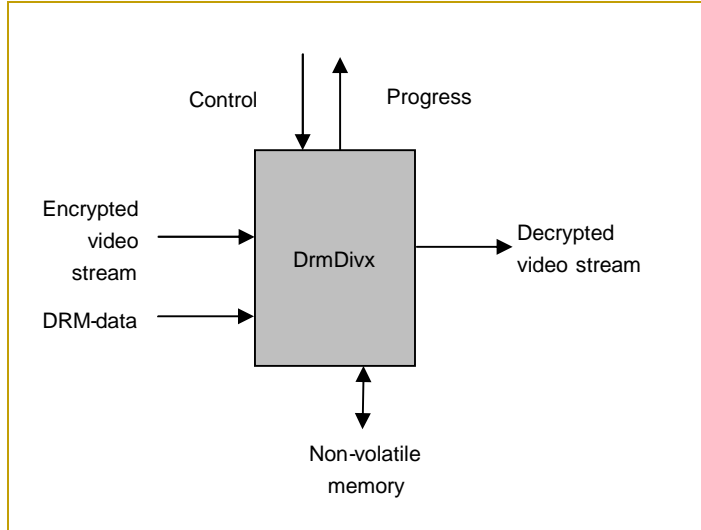 Control
Progress
Encrypted
video
stream
DrmDivx
Decrypted
video stream
DRM-data
Non-volatile
memory